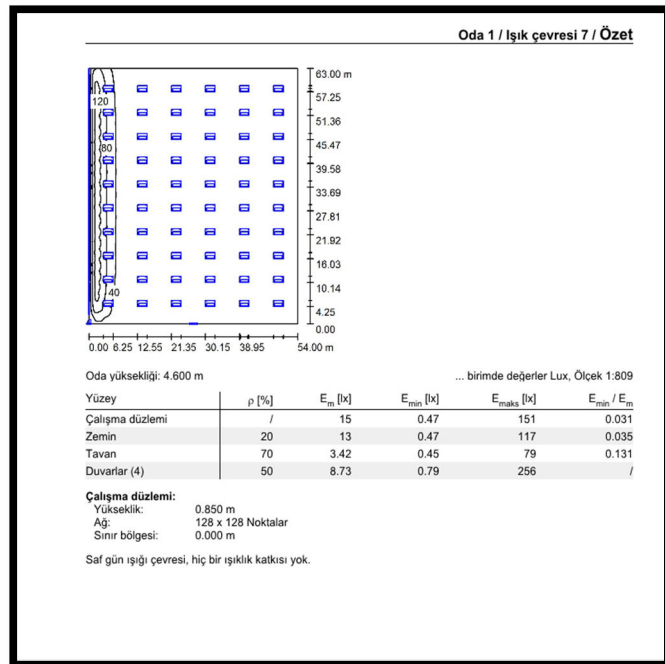 Oda 1 / Işık çevresi 7 / Özet
63.00 m
57.25
120
51.36
45.47
80
39.58
33.69
27.81
21.92
16.03
10.14
40
4.25
0.00
0.00 6.25 12.55 21.35 30.15 38.95 54.00 m
Oda yüksekliği: 4.600 m ... birimde değerler Lux, Ölçek 1:809
Yüzey ρ [%] Em [lx] Emin [lx] Emaks [lx] Emin / Em
Çalışma düzlemi / 15 0.47 151 0.031
Zemin 20 13 0.47 117 0.035
Tavan 70 3.42 0.45 79 0.131
Duvarlar (4) 50 8.73 0.79 256 /
Çalışma düzlemi:
Yükseklik: 0.850 m
Ağ: 128 x 128 Noktalar
Sınır bölgesi: 0.000 m
Saf gün ışığı çevresi, hiç bir ışıklık katkısı yok.